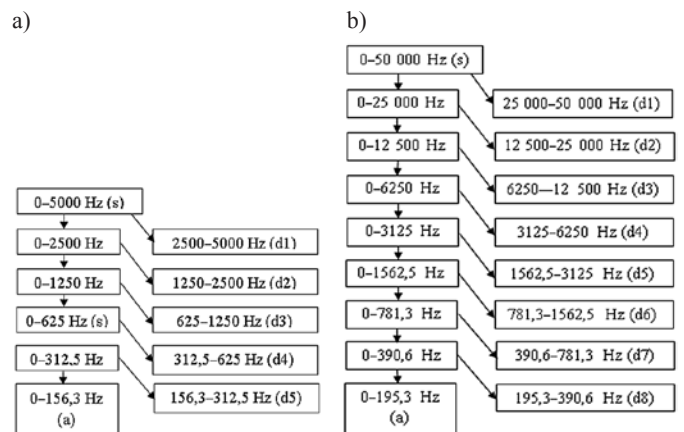 a)
0–5000 Hz (s)
0–2500 Hz
2500–5000 Hz (d1)
0–1250 Hz
1250–2500 Hz (d2)
0–625 Hz (s)
625–1250 Hz (d3)
0–312,5 Hz
312,5–625 Hz (d4)
0–156,3 Hz
(a)
156,3–312,5 Hz (d5)
b)
0–50 000 Hz (s)
0–25 000 Hz
25 000–50 000 Hz (d1)
0–12 500 Hz
12 500–25 000 Hz (d2)
0–6250 Hz
6250—12 500 Hz (d3)
0–3125 Hz
3125–6250 Hz (d4)
0–1562,5 Hz
1562,5–3125 Hz (d5)
0–781,3 Hz
781,3–1562,5 Hz (d6)
0–390,6 Hz
390,6–781,3 Hz (d7)
0–195,3 Hz
(a)
195,3–390,6 Hz (d8)